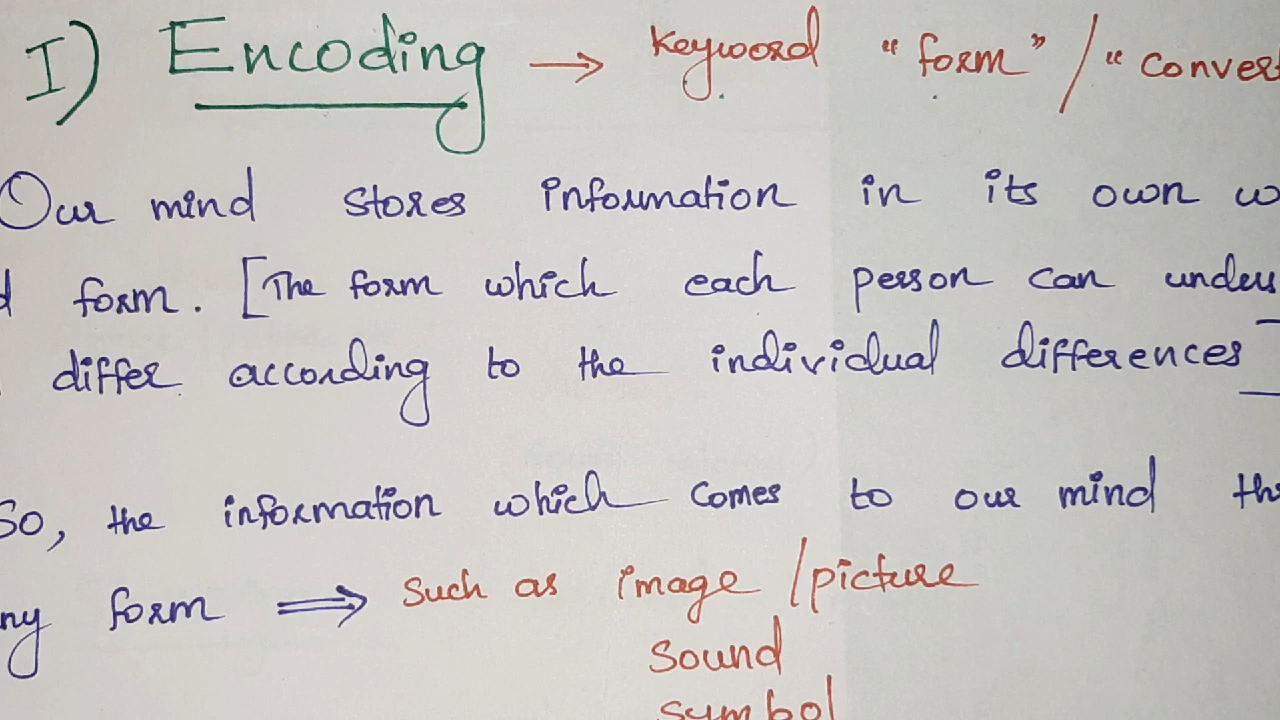 I) Encoding → Keyword "form" / "conver
Our mind stores information in its own w
d form. [The form which each person can unders
differ according to the individual differences]
So, the information which comes to our mind th
ny form ⇒ such as image / picture
Sound
symbol